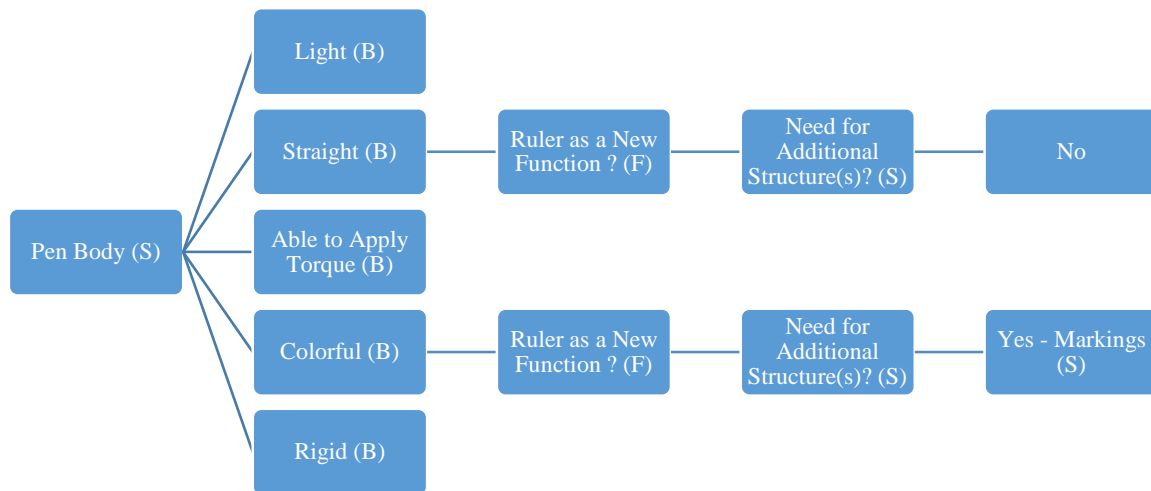 Light (B)
Straight (B)
Ruler as a New
Function ? (F)
Need for
Additional
Structure(s)? (S)
No
Pen Body (S)
Able to Apply
Torque (B)
Colorful (B)
Ruler as a New
Function ? (F)
Need for
Additional
Structure(s)? (S)
Yes - Markings
(S)
Rigid (B)